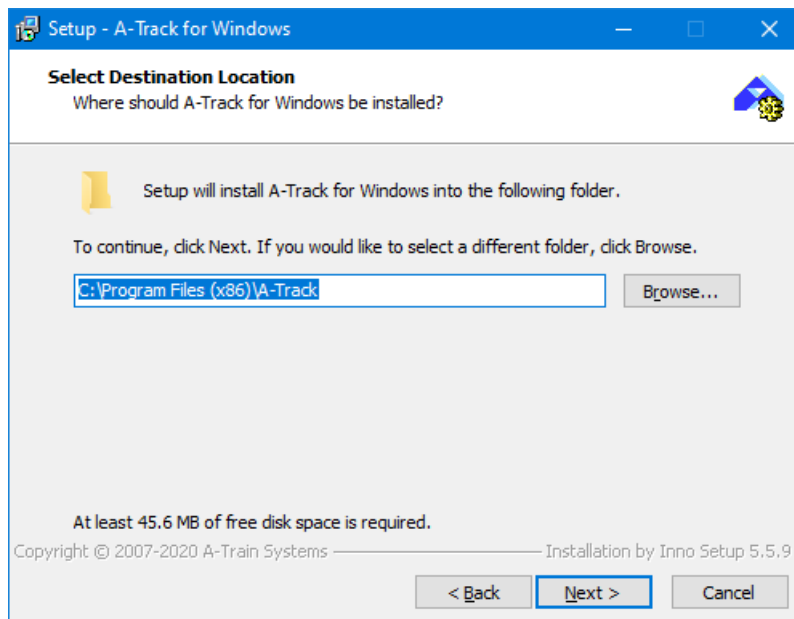 Setup - A-Track for Windows
Select Destination Location
Where should A-Track for Windows be installed?
Setup will install A-Track for Windows into the following folder.
To continue, click Next. If you would like to select a different folder, click Browse.
C:\Program Files (x86)\A-Track
Browse...
At least 45.6 MB of free disk space is required.
Copyright © 2007-2020 A-Train Systems
Installation by Inno Setup 5.5.9
< Back
Next >
Cancel